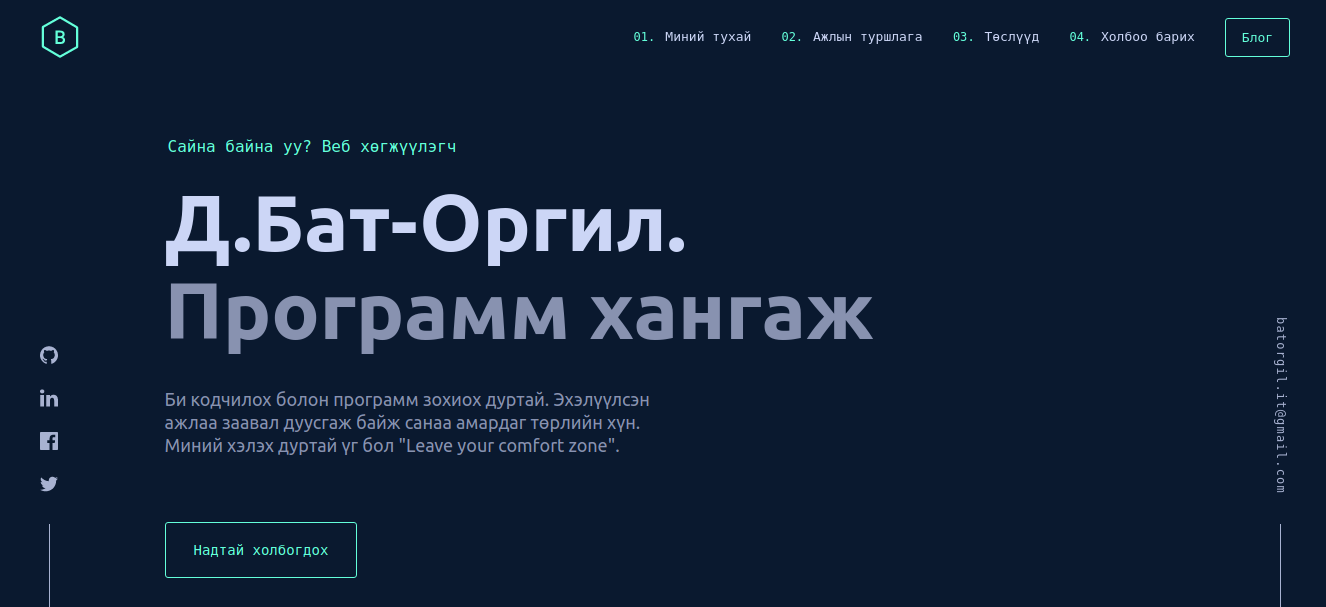 B
01. Миний тухай
02. Ажлын туршлага
03. Төслүүд
04. Холбоо барих
Блог
Сайна байна уу? Веб хөгжүүлэгч
Д.Бат-Оргил.
Программ хангаж
Би кодчилох болон программ зохиох дуртай. Эхэлүүлсэн
ажлаа заавал дуусгаж байж санаа амардаг төрлийн хүн.
Миний хэлэх дуртай үг бол "Leave your comfort zone".
Надтай холбогдох
batorgil.it@gmail.com